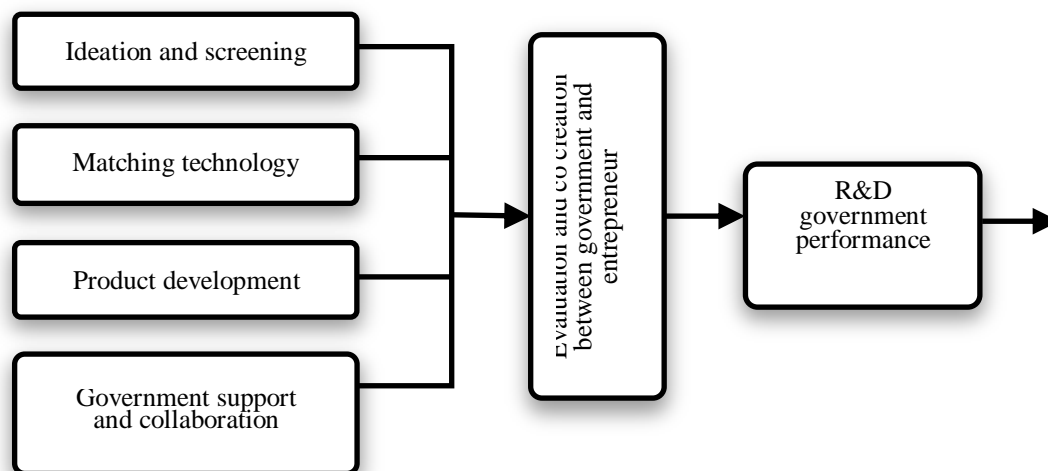 Ideation and screening
Matching technology
Product development
Government support
and collaboration
Evaluation and co creation
between government and
entrepreneur
R&D
government
performance